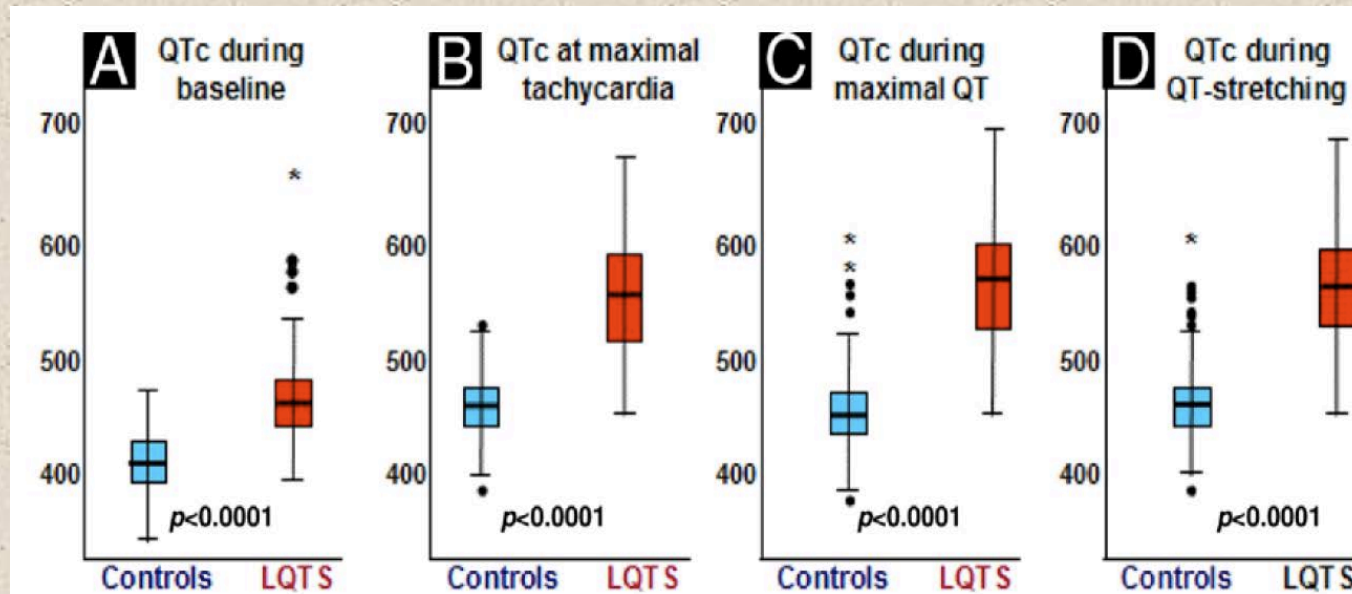 A
QTc during
baseline
700
600
500
400
p<0.0001
Controls LQTS
B
QTc at maximal
tachycardia
700
600
500
400
p<0.0001
Controls LQTS
C
QTc during
maximal QT
700
600
500
400
p<0.0001
Controls LQTS
D
QTc during
QT-stretching
700
600
500
400
p<0.0001
Controls LQTS